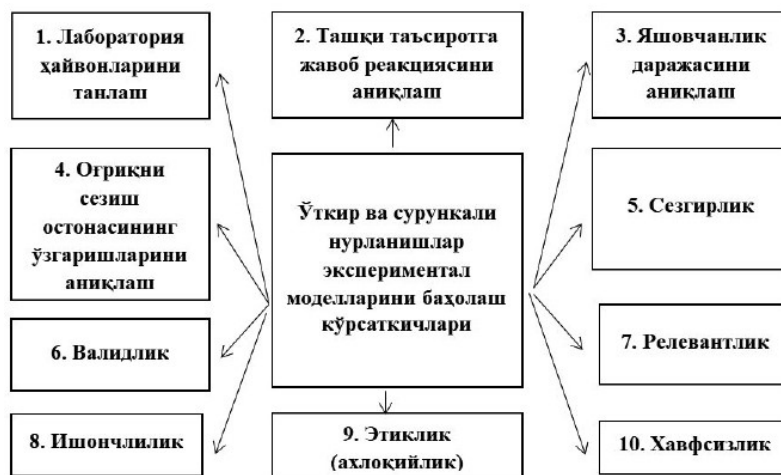 1. Лаборатория
ҳайвонларини
танлаш
2. Ташқи таъсиротга
жавоб реакциясини
аниқлаш
3. Яшовчанлик
даражасини
аниқлаш
4. Оғриқни
сезиш
остонасининг
ўзгаришларини
аниқлаш
Ўткир ва сурункали
нурланишлар
экспериментал
моделларини баҳолаш
кўрсаткичлари
5. Сезгирлик
6. Валидлик
7. Релевантлик
8. Ишончлилик
9. Этиклик
(ахлоқийлик)
10. Хавфсизлик